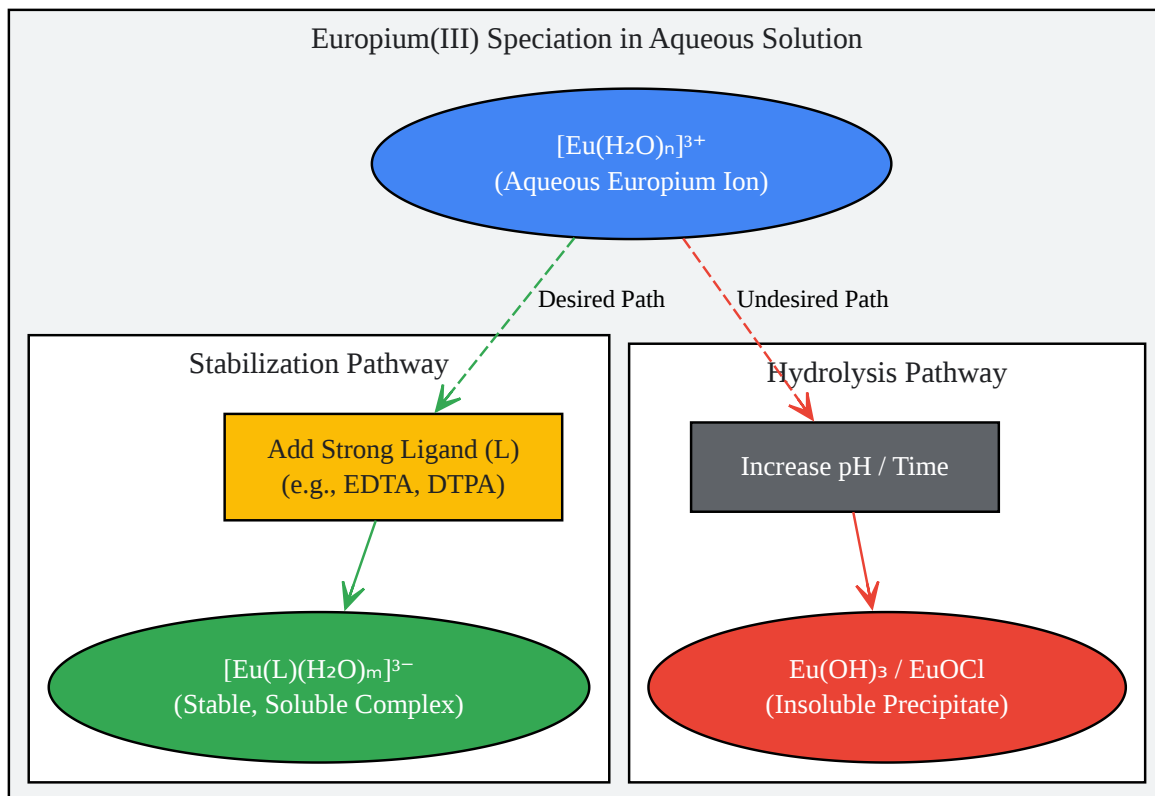 Europium(III) Speciation in Aqueous Solution
[Eu(H₂O)ₙ]³⁺
(Aqueous Europium Ion)
Desired Path
Undesired Path
Stabilization Pathway
Hydrolysis Pathway
Add Strong Ligand (L)
(e.g., EDTA, DTPA)
Increase pH / Time
[Eu(L)(H₂O)ₘ]³⁻
(Stable, Soluble Complex)
Eu(OH)₃ / EuOCl
(Insoluble Precipitate)